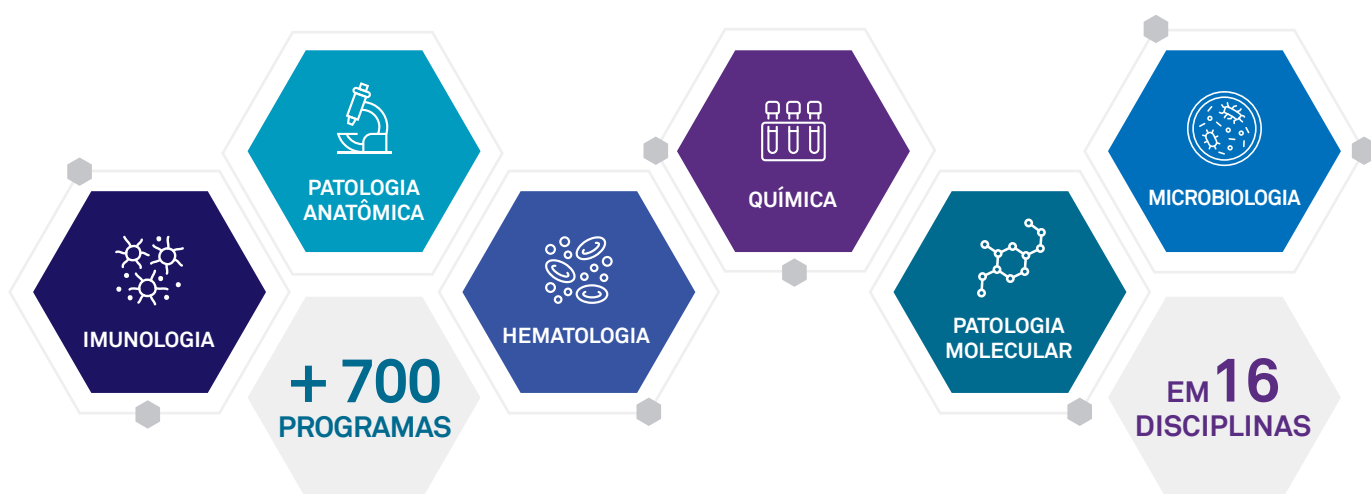 IMUNOLOGIA
PATOLOGIA
ANATÔMICA
+ 700
PROGRAMAS
HEMATOLOGIA
QUÍMICA
PATOLOGIA
MOLECULAR
MICROBIOLOGIA
EM 16
DISCIPLINAS